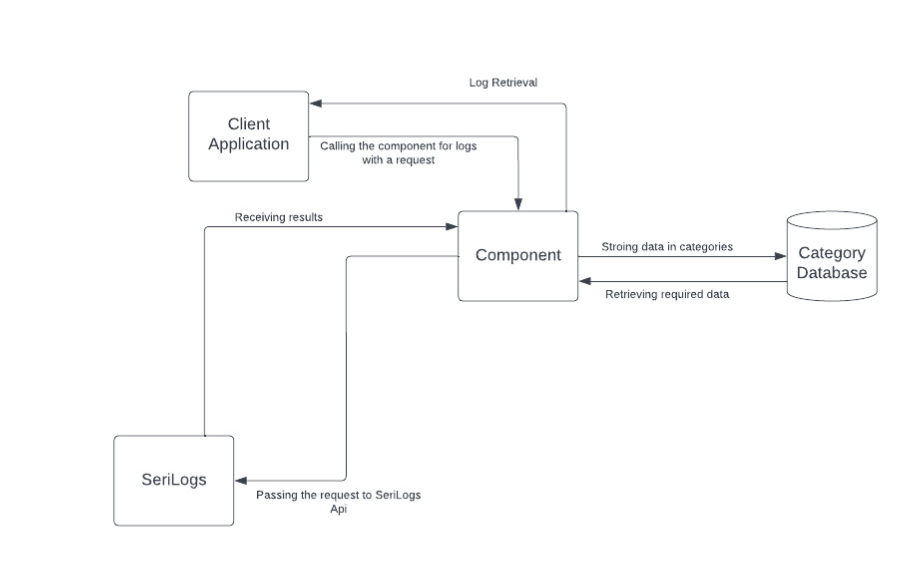 Log Retrieval
Client
Application
Calling the component for logs
with a request
Receiving results
Component
Stroing data in categories
Category
Database
Retrieving required data
SeriLogs
Passing the request to SeriLogs
Api